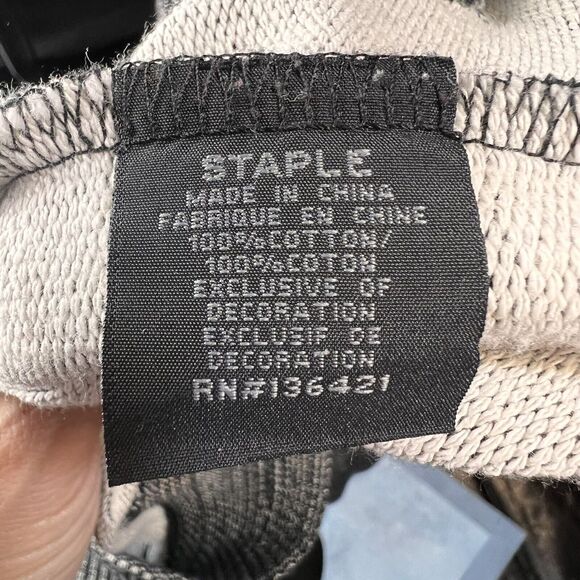 STAPLE
MADE IN CHINA
FABRIQUE EN CHINE
100%COTTON/
100%COTON
EXCLUSIVE OF
DECORATION
EXCLUSIF DE
DECORATION
RN#136421